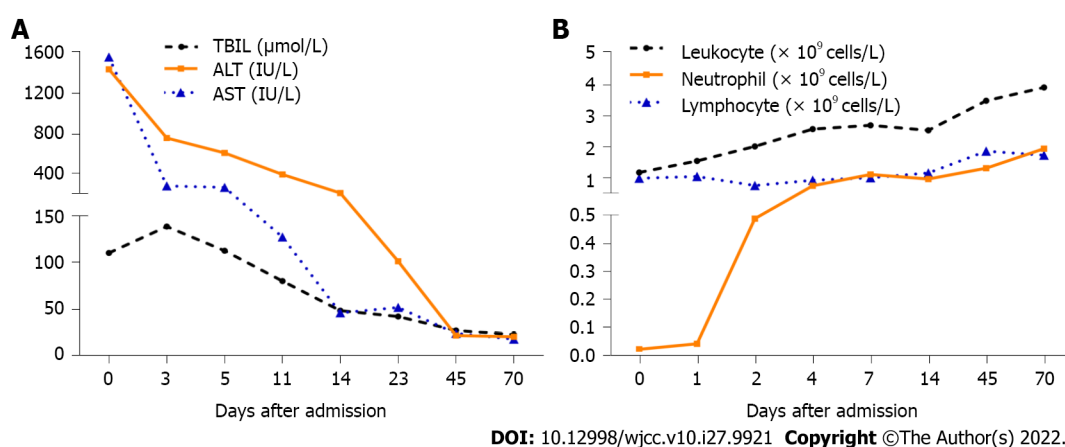 A
TBIL (µmol/L)
ALT (IU/L)
AST (IU/L)
1600
1200
800
400
150
100
50
0
0 3 5 11 14 23 45 70
Days after admission
B
Leukocyte (× 10⁹ cells/L)
Neutrophil (× 10⁹ cells/L)
Lymphocyte (× 10⁹ cells/L)
5
4
3
2
1
0.5
0.4
0.3
0.2
0.1
0.0
0 1 2 4 7 14 45 70
Days after admission
DOI: 10.12998/wjcc.v10.i27.9921 Copyright ©The Author(s) 2022.